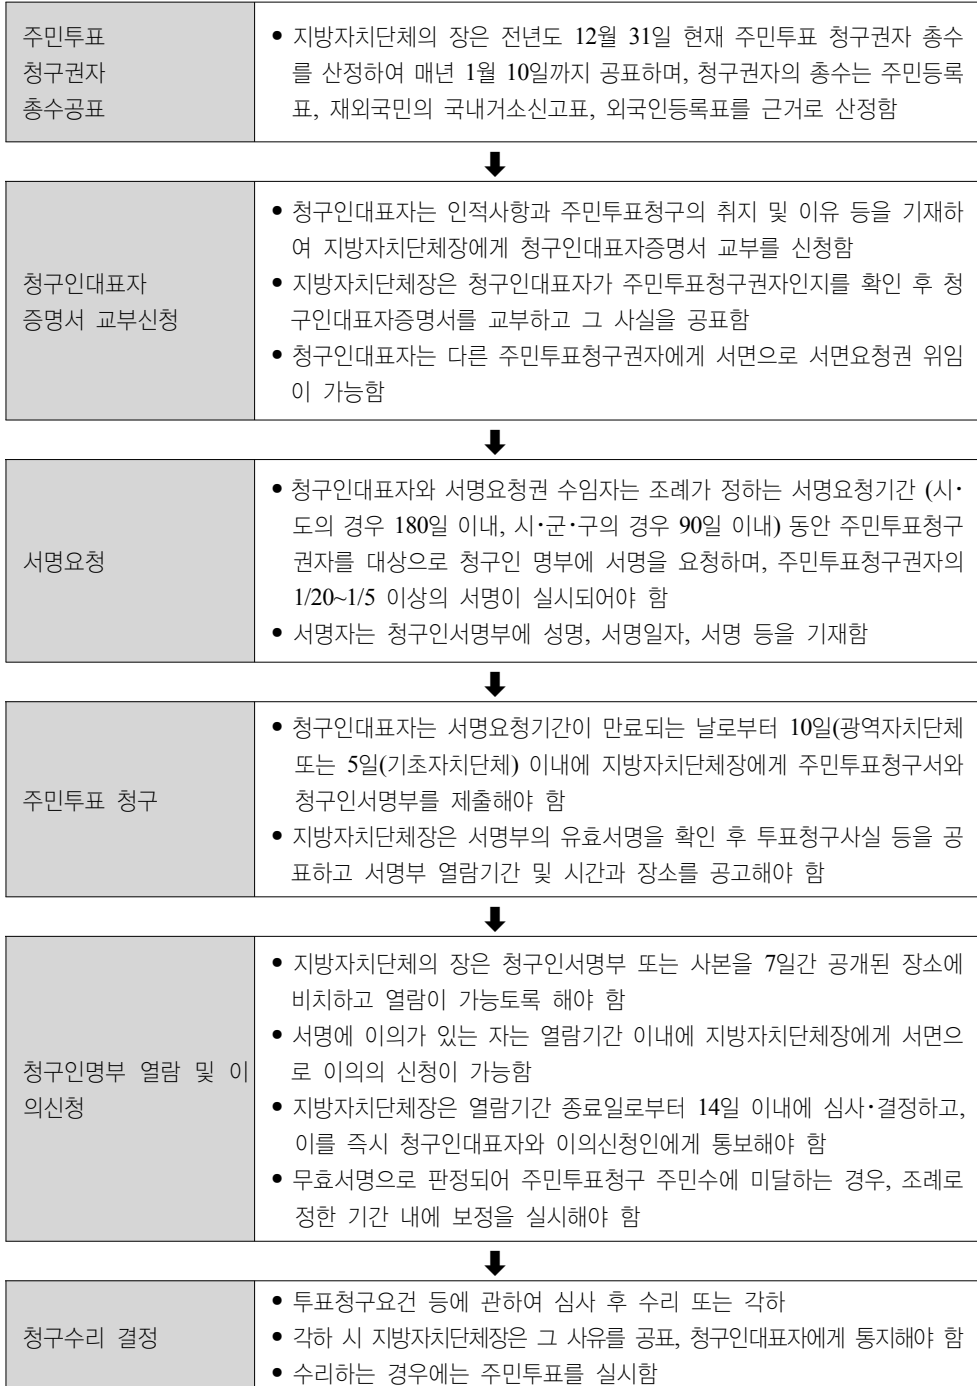 주민투표
청구권자
총수공표
• 지방자치단체의 장은 전년도 12월 31일 현재 주민투표 청구권자 총수
를 산정하여 매년 1월 10일까지 공표하며, 청구권자의 총수는 주민등록
표, 재외국민의 국내거소신고표, 외국인등록표를 근거로 산정함
청구인대표자
증명서 교부신청
• 청구인대표자는 인적사항과 주민투표청구의 취지 및 이유 등을 기재하
여 지방자치단체장에게 청구인대표자증명서 교부를 신청함
• 지방자치단체장은 청구인대표자가 주민투표청구권자인지를 확인 후 청
구인대표자증명서를 교부하고 그 사실을 공표함
• 청구인대표자는 다른 주민투표청구권자에게 서면으로 서면요청권 위임
이 가능함
서명요청
• 청구인대표자와 서명요청권 수임자는 조례가 정하는 서명요청기간 (시·
도의 경우 180일 이내, 시·군·구의 경우 90일 이내) 동안 주민투표청구
권자를 대상으로 청구인 명부에 서명을 요청하며, 주민투표청구권자의
1/20~1/5 이상의 서명이 실시되어야 함
• 서명자는 청구인서명부에 성명, 서명일자, 서명 등을 기재함
주민투표 청구
• 청구인대표자는 서명요청기간이 만료되는 날로부터 10일(광역자치단체
또는 5일(기초자치단체) 이내에 지방자치단체장에게 주민투표청구서와
청구인서명부를 제출해야 함
• 지방자치단체장은 서명부의 유효서명을 확인 후 투표청구사실 등을 공
표하고 서명부 열람기간 및 시간과 장소를 공고해야 함
청구인명부 열람 및 이
의신청
• 지방자치단체의 장은 청구인서명부 또는 사본을 7일간 공개된 장소에
비치하고 열람이 가능토록 해야 함
• 서명에 이의가 있는 자는 열람기간 이내에 지방자치단체장에게 서면으
로 이의의 신청이 가능함
• 지방자치단체장은 열람기간 종료일로부터 14일 이내에 심사·결정하고,
이를 즉시 청구인대표자와 이의신청인에게 통보해야 함
• 무효서명으로 판정되어 주민투표청구 주민수에 미달하는 경우, 조례로
정한 기간 내에 보정을 실시해야 함
청구수리 결정
• 투표청구요건 등에 관하여 심사 후 수리 또는 각하
• 각하 시 지방자치단체장은 그 사유를 공표, 청구인대표자에게 통지해야 함
• 수리하는 경우에는 주민투표를 실시함